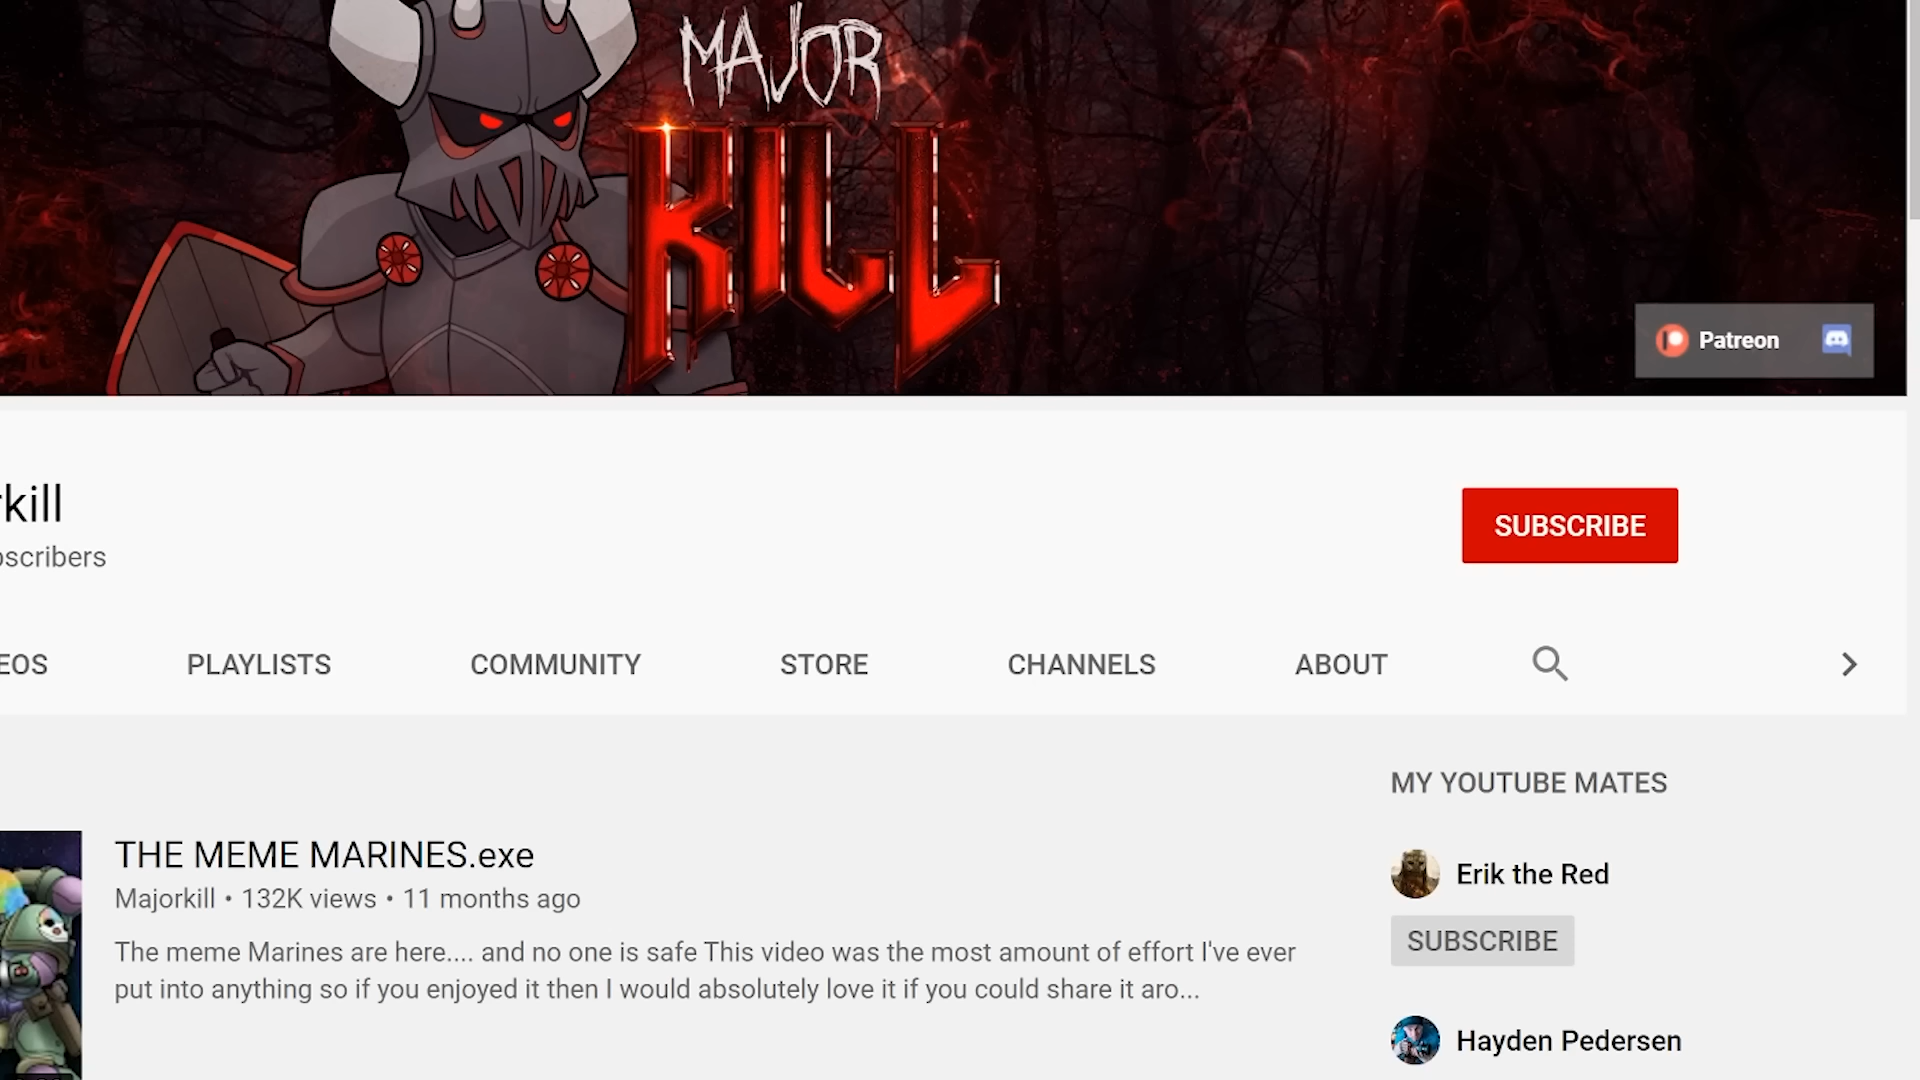 MAJOR
KILL
Patreon
rkill
bscribers
SUBSCRIBE
EOS
PLAYLISTS
COMMUNITY
STORE
CHANNELS
ABOUT
MY YOUTUBE MATES
THE MEME MARINES.exe
Majorkill • 132K views • 11 months ago
The meme Marines are here.... and no one is safe This video was the most amount of effort I've ever
put into anything so if you enjoyed it then I would absolutely love it if you could share it aro...
Erik the Red
SUBSCRIBE
Hayden Pedersen